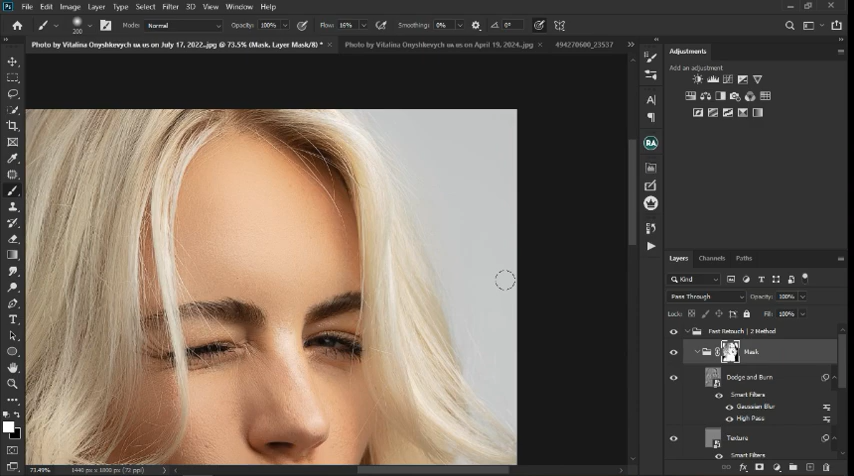 File Edit Image Layer Type Select Filter 3D View Window Help
200 Mode: Normal Opacity: 100% Flow: 16% Smoothing: 0% 0°
Photo by Vitalina Onyshkevych ua us on July 17, 2022..jpg @ 73.5% (Mask, Layer Mask/8) * × Photo by Vitalina Onyshkevych ua us on April 19, 2024..jpg × 494270600_23537
Adjustments
Add an adjustment
RA
Layers Channels Paths
Kind
Pass Through Opacity: 100%
Lock: Fill: 100%
Fast Retouch | 2 Method
Mask
Dodge and Burn
Smart Filters
Gaussian Blur
High Pass
Texture
Smart Filters
73.49% 1440 px x 1800 px (72 ppi)